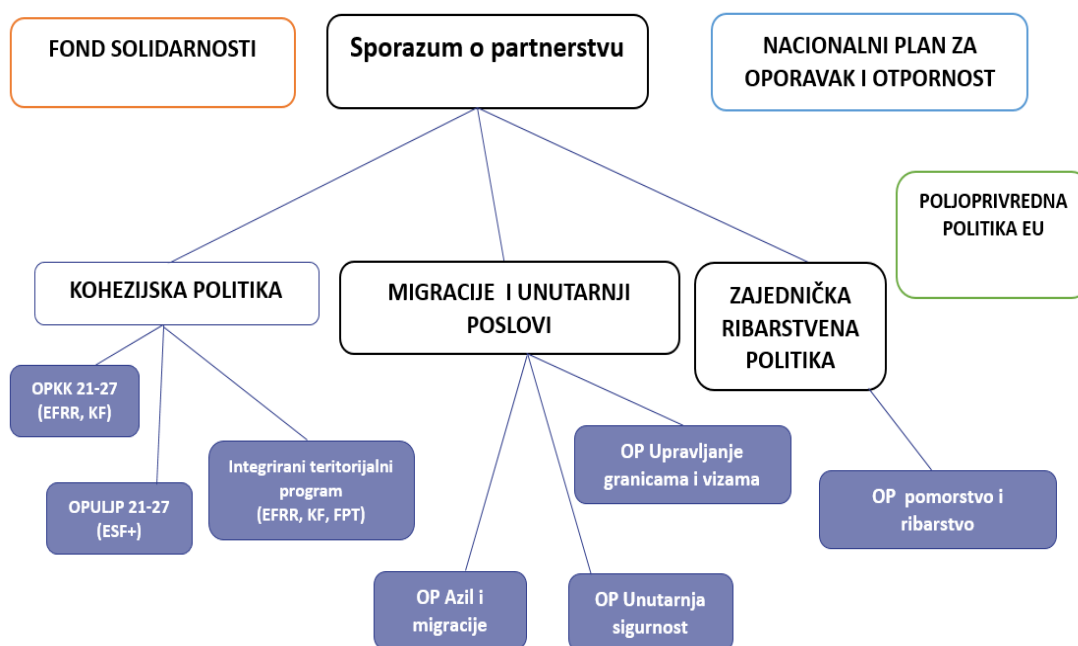 FOND SOLIDARNOSTI
Sporazum o partnerstvu
NACIONALNI PLAN ZA
OPORAVAK I OTPORNOST
POLJOPRIVREDNA
POLITIKA EU
KOHEZIJSKA POLITIKA
MIGRACIJE I UNUTARNJI
POSLOVI
ZAJEDNIČKA
RIBARSTVENA
POLITIKA
OPKK 21-27
(EFRR, KF)
OPULJP 21-27
(ESF+)
Integrirani teritorijalni
program
(EFRR, KF, FPT)
OP Upravljanje
granicama i vizama
OP pomorstvo i
ribarstvo
OP Azil i
migracije
OP Unutarnja
sigurnost